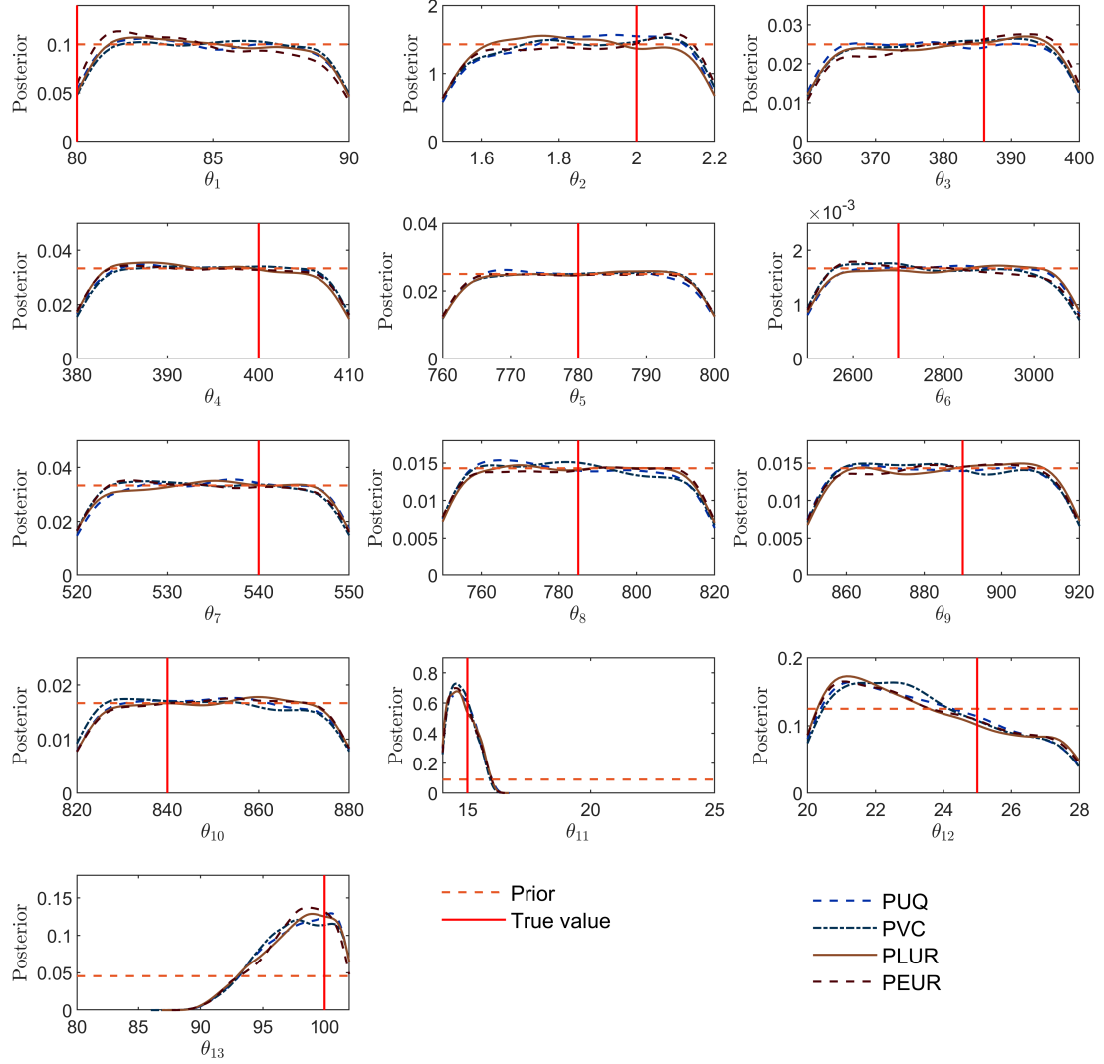 Posterior
0.1
0.05
0
80 85 90
θ1
Posterior
2
1
0
1.6 1.8 2 2.2
θ2
Posterior
0.03
0.02
0.01
0
360 370 380 390 400
θ3
Posterior
0.04
0.02
0
380 390 400 410
θ4
Posterior
0.04
0.02
0
760 770 780 790 800
θ5
×10-3
Posterior
2
1
0
2600 2800 3000
θ6
Posterior
0.04
0.02
0
520 530 540 550
θ7
Posterior
0.015
0.01
0.005
0
760 780 800 820
θ8
Posterior
0.015
0.01
0.005
0
860 880 900 920
θ9
Posterior
0.02
0.01
0
820 840 860 880
θ10
Posterior
0.8
0.6
0.4
0.2
0
15 20 25
θ11
Posterior
0.2
0.1
0
20 22 24 26 28
θ12
Posterior
0.15
0.1
0.05
0
80 85 90 95 100
θ13
Prior
True value
PUQ
PVC
PLUR
PEUR